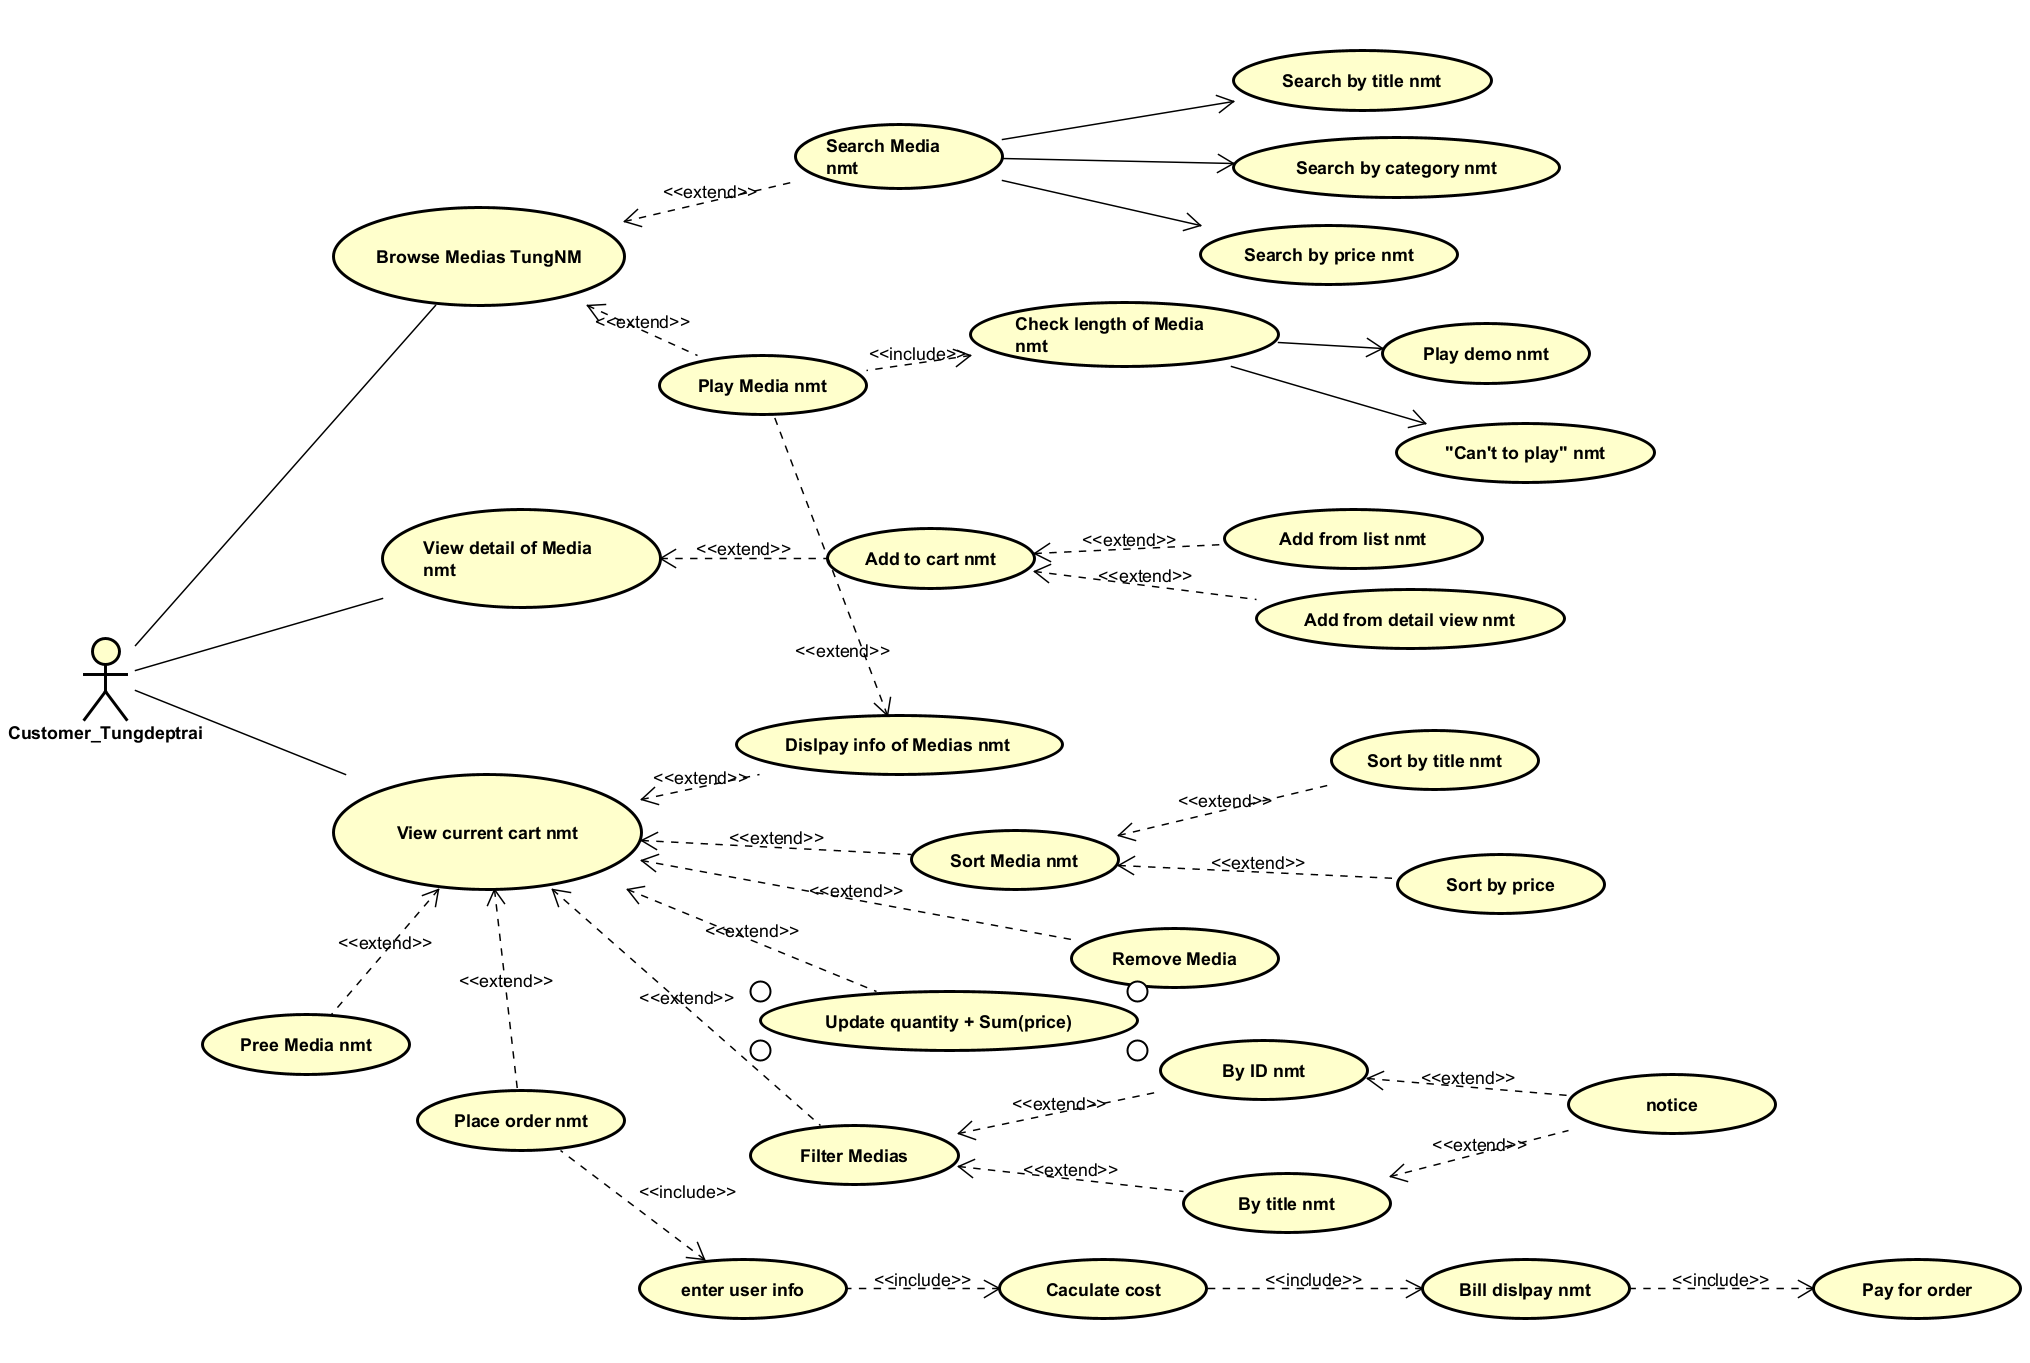 Search by title nmt
Search Media
nmt
Search by category nmt
<<extend>>
Browse Medias TungNM
Search by price nmt
<<extend>>
Check length of Media
nmt
<<include>>
Play demo nmt
Play Media nmt
"Can't to play" nmt
View detail of Media
nmt
<<extend>>
Add to cart nmt
<<extend>>
Add from list nmt
<<extend>>
Add from detail view nmt
<<extend>>
Customer_Tungdeptrai
Dislpay info of Medias nmt
<<extend>>
Sort by title nmt
<<extend>>
View current cart nmt
<<extend>>
Sort Media nmt
<<extend>>
Sort by price
<<extend>>
<<extend>>
<<extend>>
Remove Media
<<extend>>
<<extend>>
Update quantity + Sum(price)
Pree Media nmt
By ID nmt
<<extend>>
notice
<<extend>>
Place order nmt
<<extend>>
Filter Medias
<<extend>>
By title nmt
<<include>>
enter user info
<<include>>
Caculate cost
<<include>>
Bill dislpay nmt
<<include>>
Pay for order